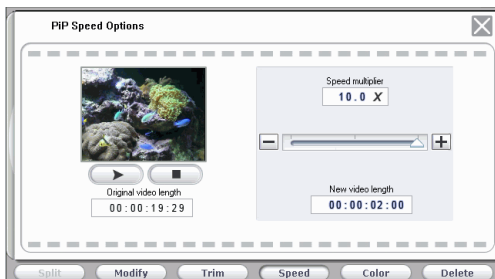 PiP Speed Options
Speed multiplier
10.0 X
Original video length
00:00:19:29
New video length
00:00:02:00
Split
Modify
Trim
Speed
Color
Delete